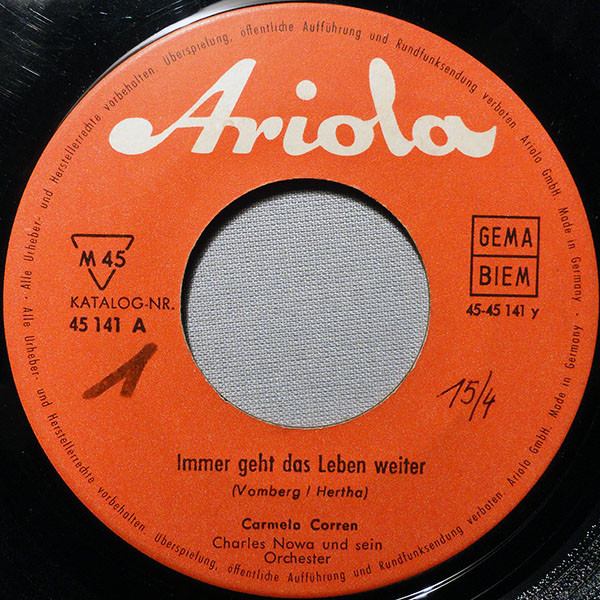 Alle Urheber- und Herstellerrechte vorbehalten. Überspielung, öffentliche Aufführung und Rundfunksendung verboten. Ariola GmbH. Made in Germany ·
Ariola
M 45
KATALOG-NR.
45 141 A
GEMA
BIEM
45-45 141 y
1
15/4
Immer geht das Leben weiter
(Vomberg / Hertha)
Carmela Corren
Charles Nowa und sein
Orchester
Alle Urheber- und Herstellerrechte vorbehalten. Überspielung, öffentliche Aufführung und Rundfunksendung verboten. Ariola GmbH. Made in Germany ·